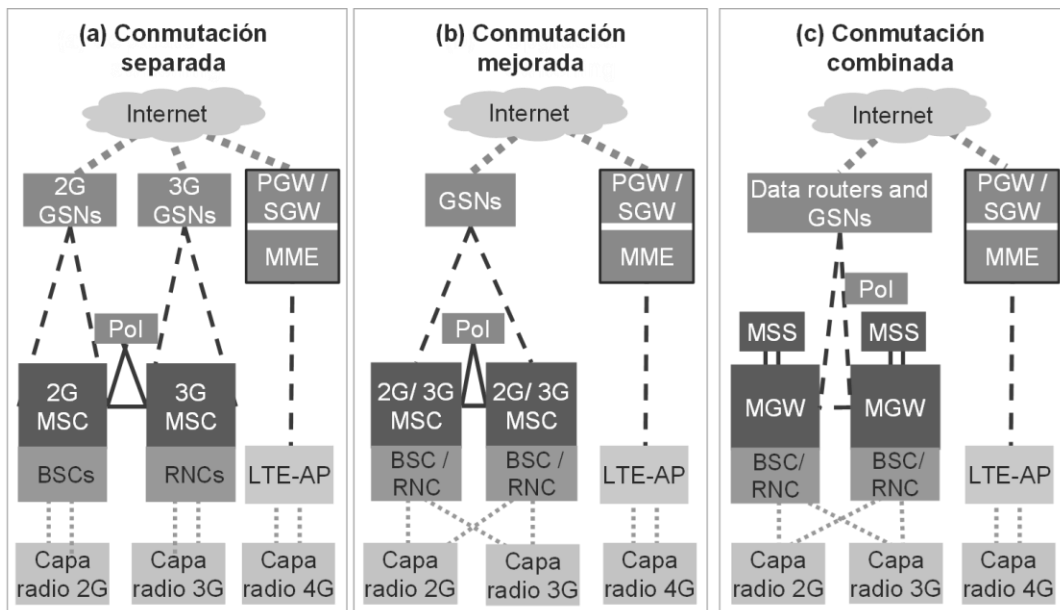 (a) Conmutación
separada
Internet
2G
GSNs
3G
GSNs
PGW /
SGW
MME
PoI
2G
MSC
3G
MSC
BSCs
RNCs
LTE-AP
Capa
radio 2G
Capa
radio 3G
Capa
radio 4G
(b) Conmutación
mejorada
Internet
GSNs
PGW /
SGW
MME
PoI
2G/ 3G
MSC
2G/ 3G
MSC
BSC /
RNC
BSC /
RNC
LTE-AP
Capa
radio 2G
Capa
radio 3G
Capa
radio 4G
(c) Conmutación
combinada
Internet
Data routers and
GSNs
PGW /
SGW
MME
PoI
MSS
MSS
MGW
MGW
BSC/
RNC
BSC/
RNC
LTE-AP
Capa
radio 2G
Capa
radio 3G
Capa
radio 4G